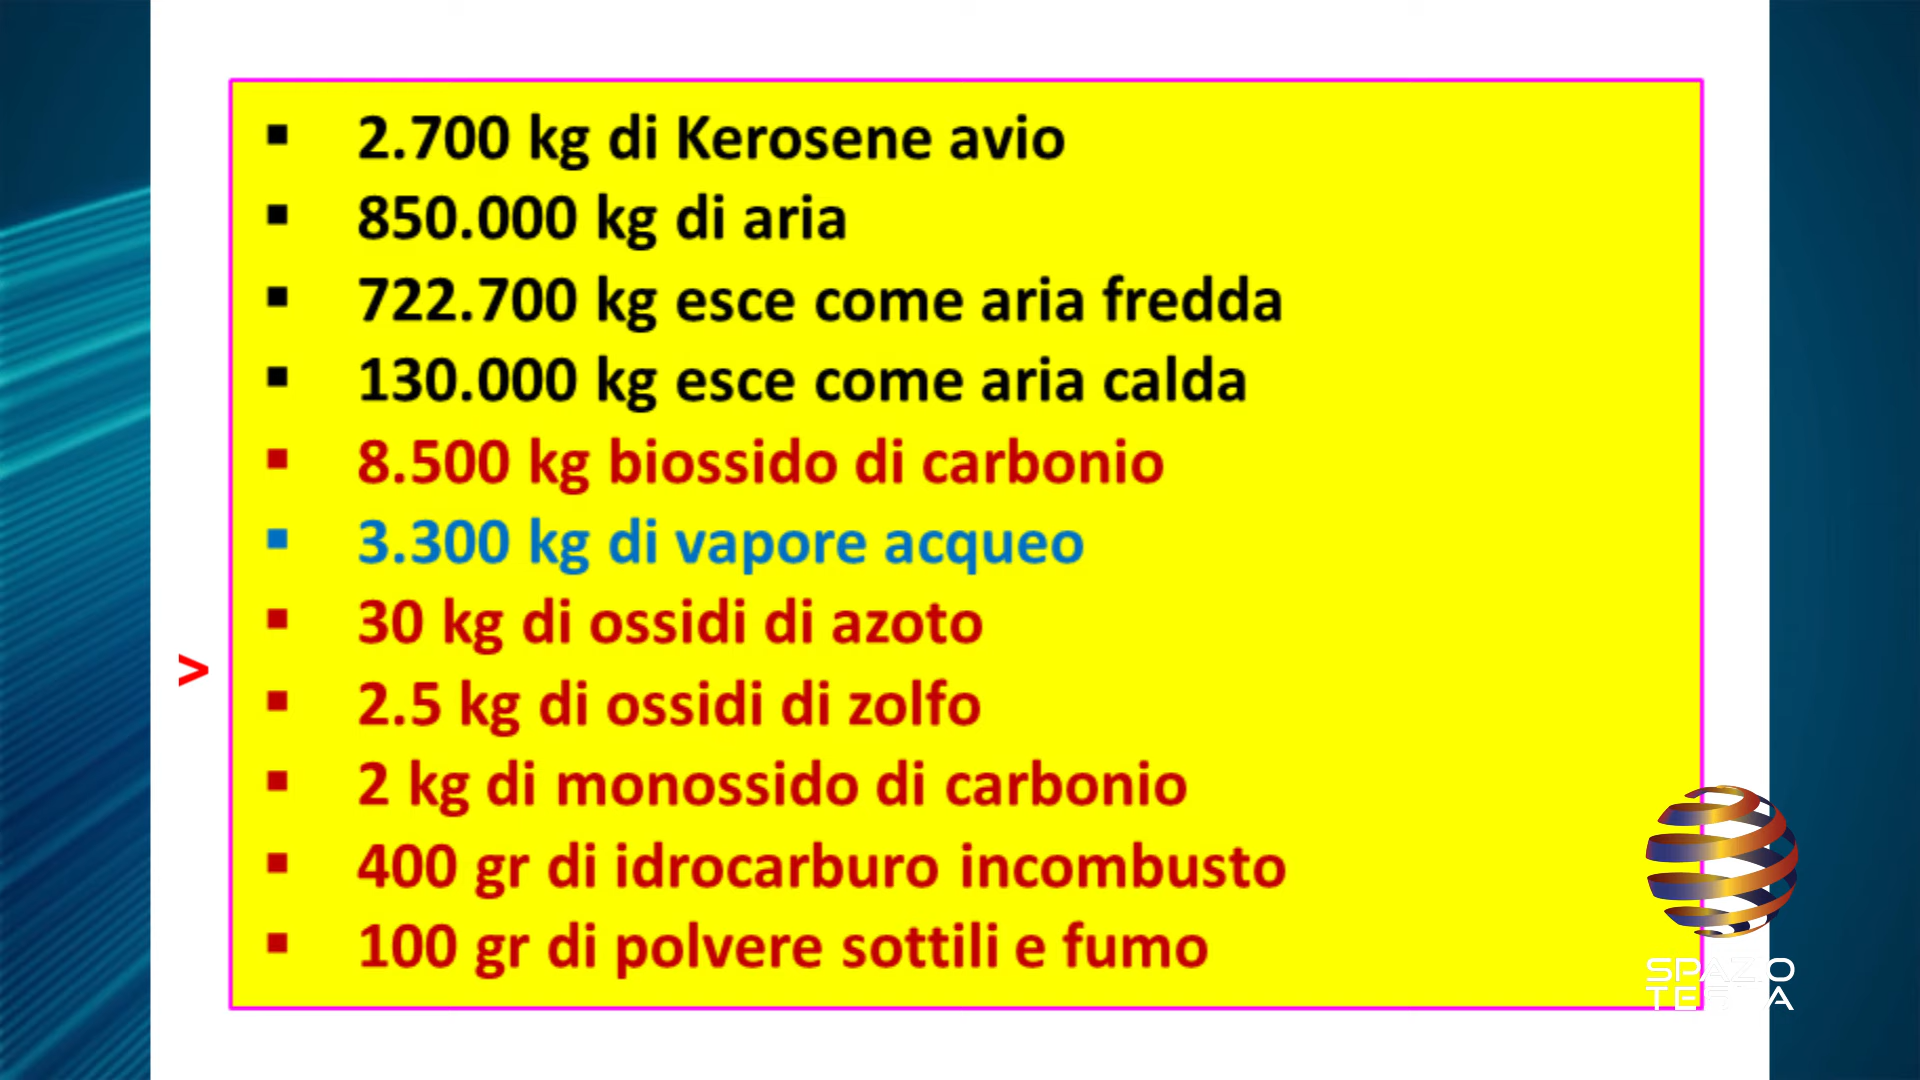 2.700 kg di Kerosene avio
850.000 kg di aria
722.700 kg esce come aria fredda
130.000 kg esce come aria calda
8.500 kg biossido di carbonio
3.300 kg di vapore acqueo
30 kg di ossidi di azoto
>
2.5 kg di ossidi di zolfo
2 kg di monossido di carbonio
400 gr di idrocarburo incombusto
100 gr di polvere sottili e fumo
SPAZIO